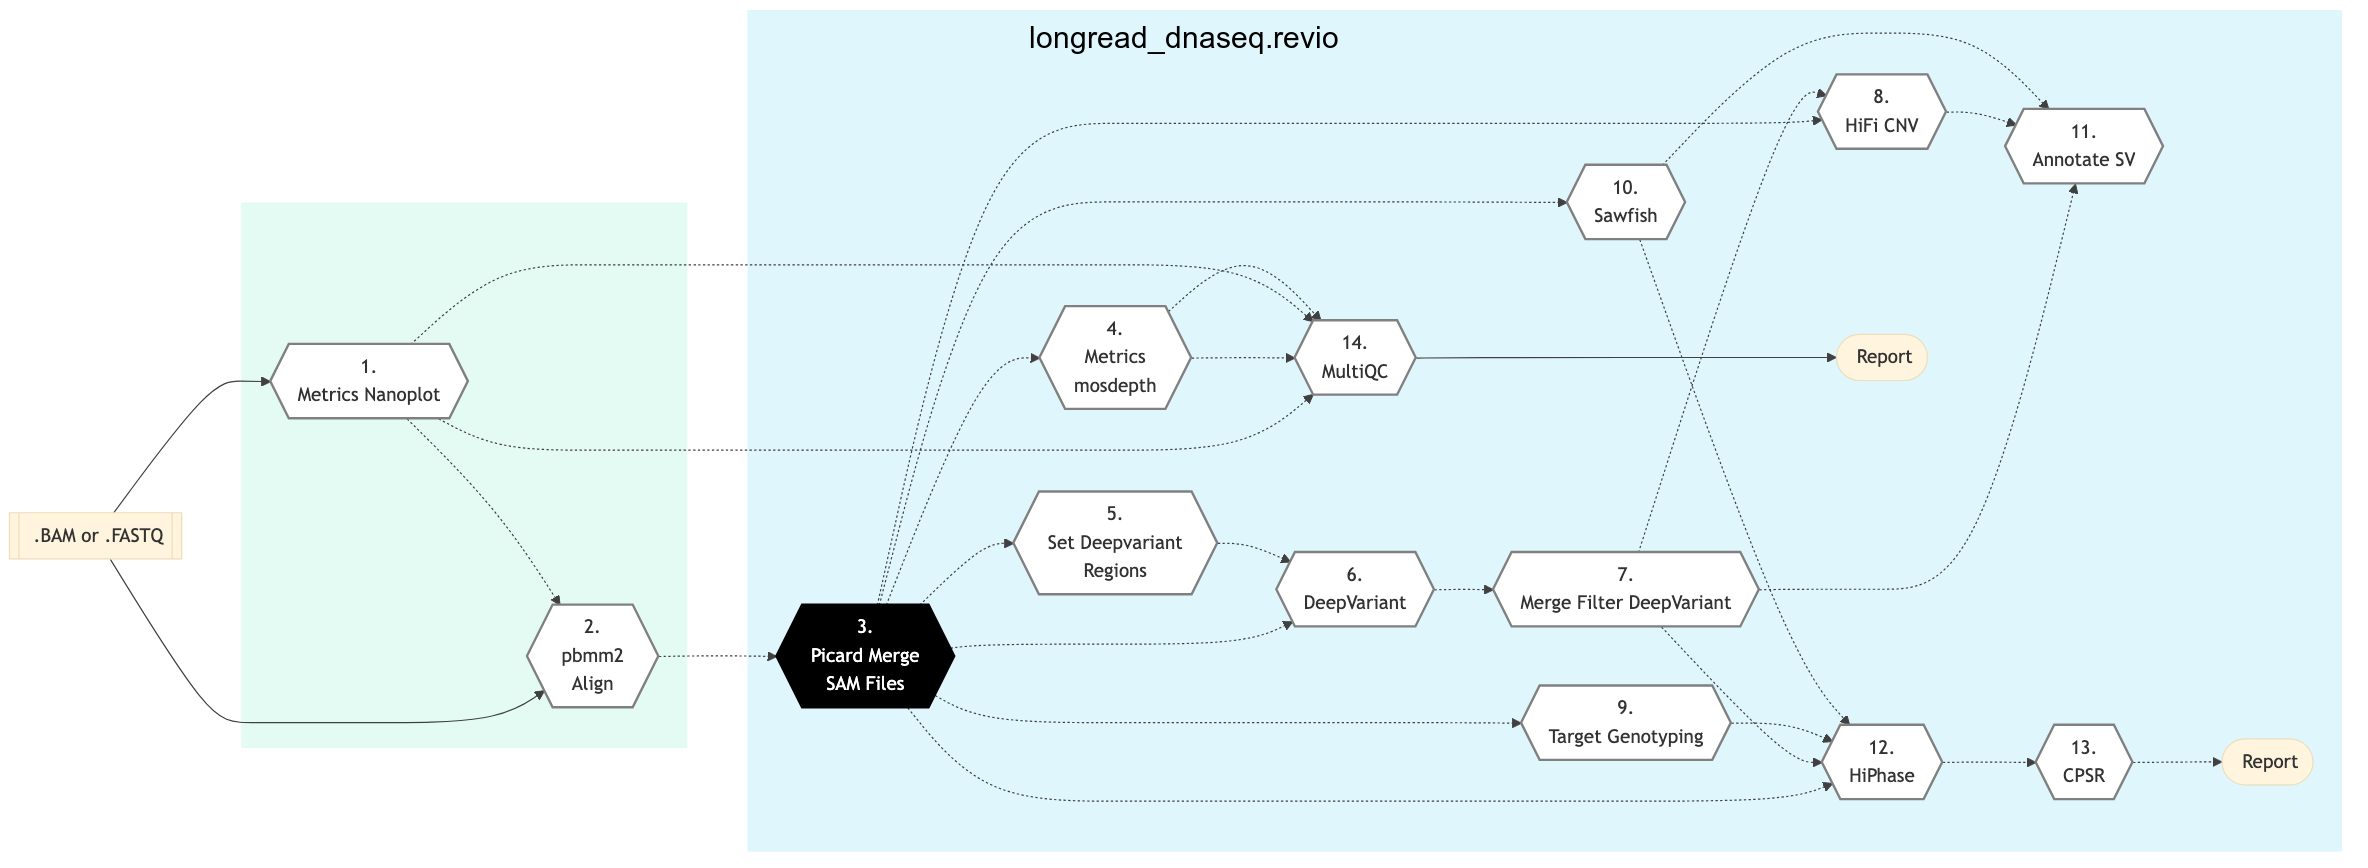 longread_dnaseq.revio
.BAM or .FASTQ
1.
Metrics Nanoplot
2.
pbmm2
Align
3.
Picard Merge
SAM Files
4.
Metrics
mosdepth
5.
Set Deepvariant
Regions
6.
DeepVariant
7.
Merge Filter DeepVariant
8.
HiFi CNV
9.
Target Genotyping
10.
Sawfish
11.
Annotate SV
12.
HiPhase
13.
CPSR
14.
MultiQC
Report
Report